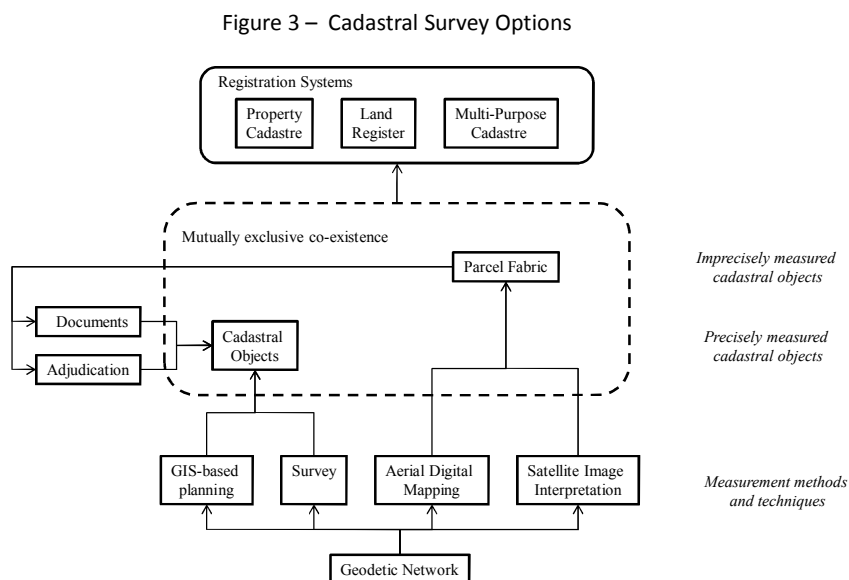 Figure 3 – Cadastral Survey Options
Registration Systems
Property
Cadastre
Land
Register
Multi-Purpose
Cadastre
Mutually exclusive co-existence
Parcel Fabric
Imprecisely measured
cadastral objects
Documents
Adjudication
Cadastral
Objects
Precisely measured
cadastral objects
GIS-based
planning
Survey
Aerial Digital
Mapping
Satellite Image
Interpretation
Measurement methods
and techniques
Geodetic Network